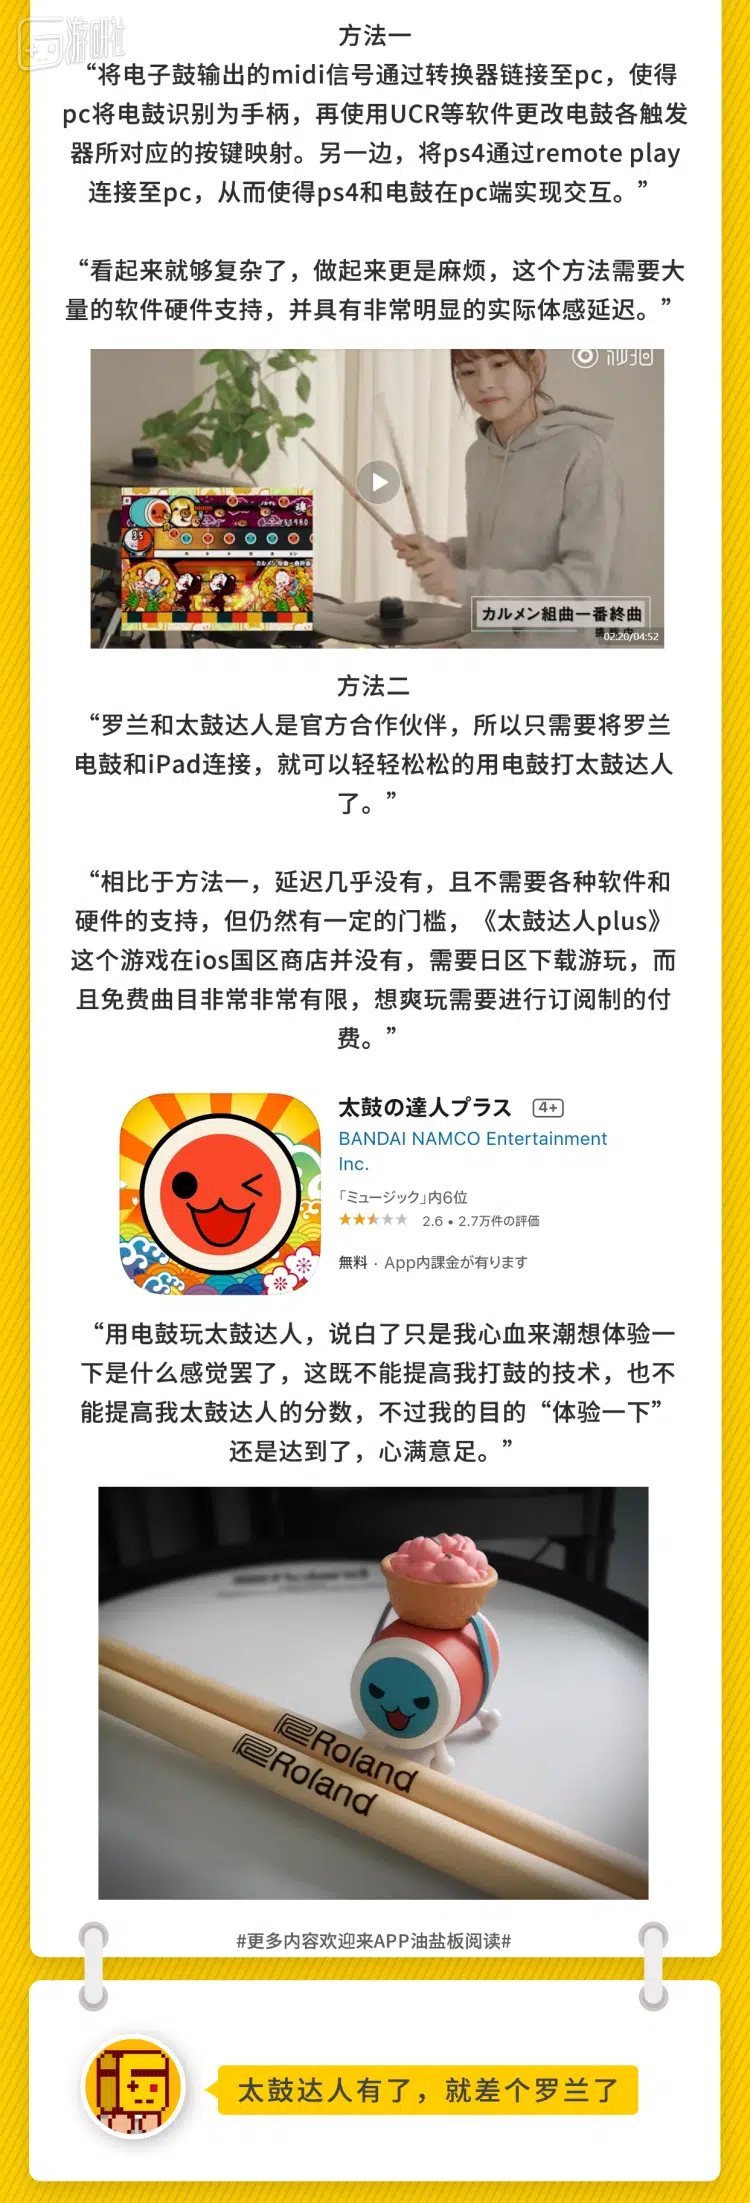 游研社
方法一
“将电子鼓输出的midi信号通过转换器链接至pc，使得
pc将电鼓识别为手柄，再使用UCR等软件更改电鼓各触发
器所对应的按键映射。另一边，将ps4通过remote play
连接至pc，从而使得ps4和电鼓在pc端实现交互。”
“看起来就够复杂了，做起来更是麻烦，这个方法需要大
量的软件硬件支持，并具有非常明显的实际体感延迟。”
秒拍
カルメン組曲一番終曲
02:20/04:52
方法二
“罗兰和太鼓达人是官方合作伙伴，所以只需要将罗兰
电鼓和iPad连接，就可以轻轻松松的用电鼓打太鼓达人
了。”
“相比于方法一，延迟几乎没有，且不需要各种软件和
硬件的支持，但仍然有一定的门槛，《太鼓达人plus》
这个游戏在ios国区商店并没有，需要日区下载游玩，而
且免费曲目非常非常有限，想爽玩需要进行订阅制的付
费。”
太鼓の達人プラス 4+
BANDAI NAMCO Entertainment
Inc.
「ミュージック」内6位
2.6 • 2.7万件の評価
無料 · App内課金が有ります
“用电鼓玩太鼓达人，说白了只是我心血来潮想体验一
下是什么感觉罢了，这既不能提高我打鼓的技术，也不
能提高我太鼓达人的分数，不过我的目的“体验一下”
还是达到了，心满意足。”
Roland
Roland
#更多内容欢迎来APP油盐板阅读#
太鼓达人有了，就差个罗兰了